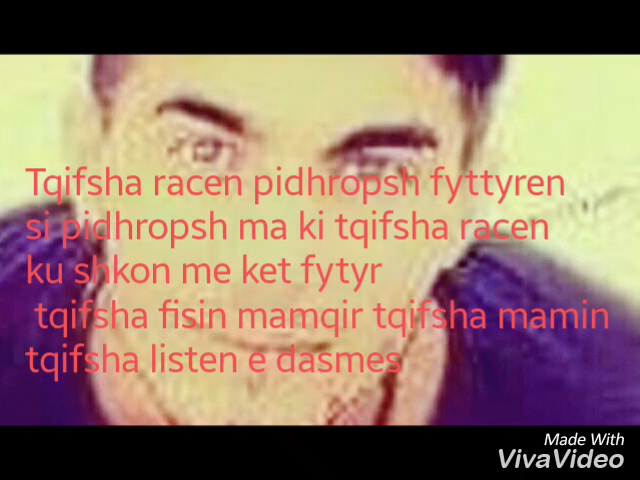 Tqifsha racen pidhropsh fyttyren
si pidhropsh ma ki tqifsha racen
ku shkon me ket fytyr
tqifsha fisin mamqir tqifsha mamin
tqifsha listen e dasmes
Made With
VivaVideo